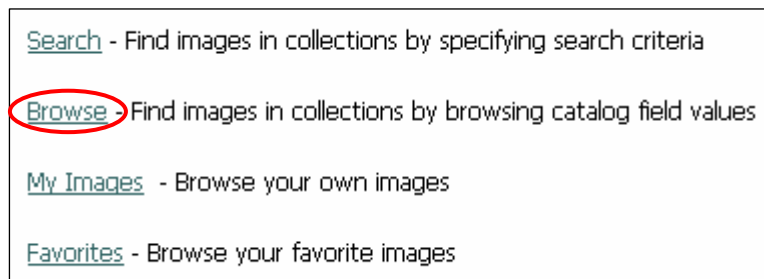 Search - Find images in collections by specifying search criteria
Browse - Find images in collections by browsing catalog field values
My Images - Browse your own images
Favorites - Browse your favorite images